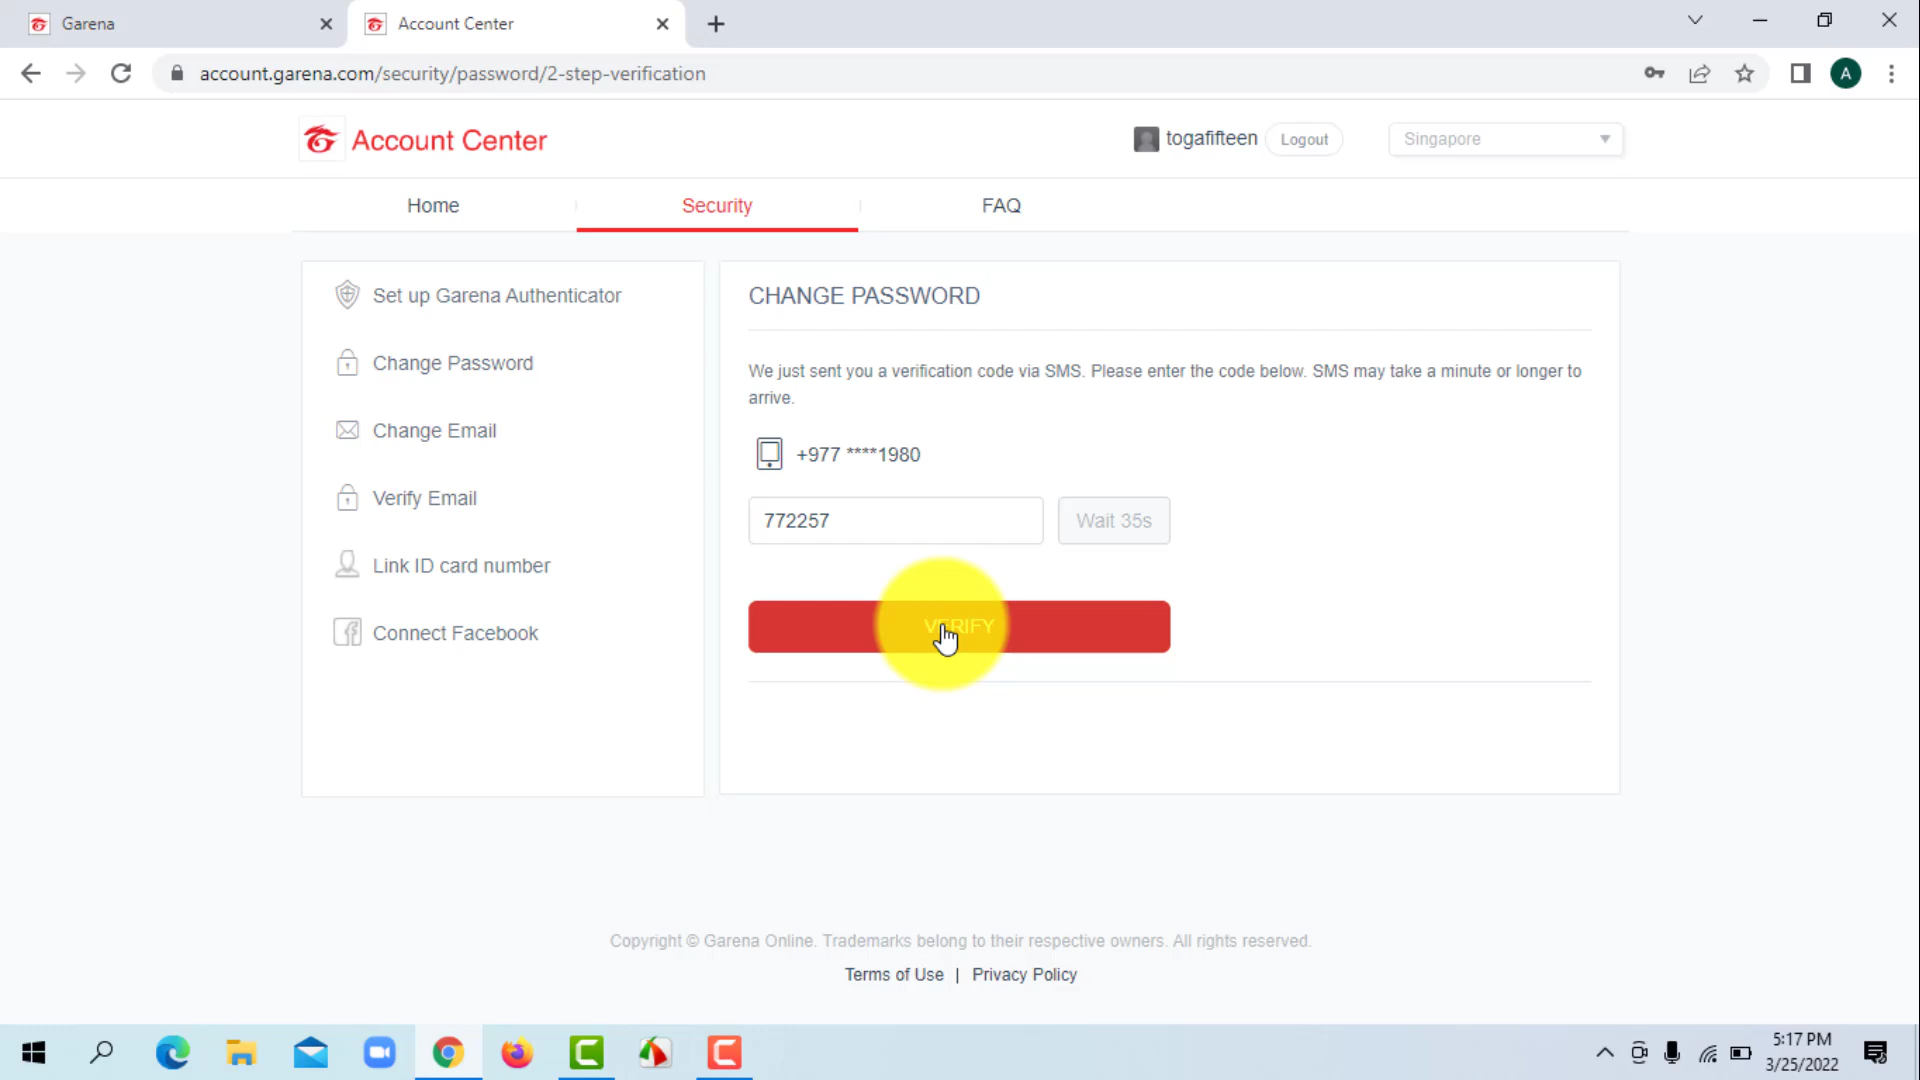 Garena
Account Center
account.garena.com/security/password/2-step-verification
A
Account Center
togafifteen
Logout
Singapore
Home
Security
FAQ
Set up Garena Authenticator
Change Password
Change Email
Verify Email
Link ID card number
Connect Facebook
CHANGE PASSWORD
We just sent you a verification code via SMS. Please enter the code below. SMS may take a minute or longer to
arrive.
+977 ****1980
772257
Wait 35s
VERIFY
Copyright © Garena Online. Trademarks belong to their respective owners. All rights reserved.
Terms of Use | Privacy Policy
5:17 PM
3/25/2022